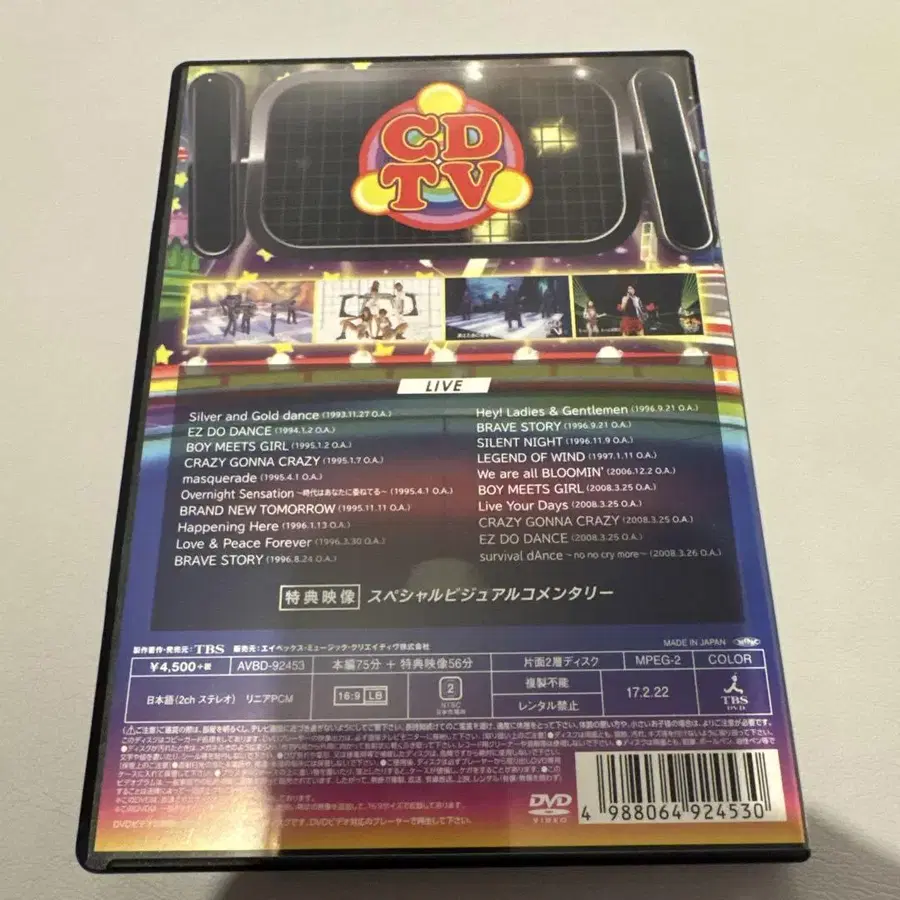 CD
TV
LIVE
Silver and Gold dance (1993.11.27 O.A.)
EZ DO DANCE (1994.1.2 O.A.)
BOY MEETS GIRL (1995.1.2 O.A.)
CRAZY GONNA CRAZY (1995.1.7 O.A.)
masquerade (1995.4.1 O.A.)
Overnight Sensation ～時代はあなたに委ねてる～ (1995.4.1 O.A.)
BRAND NEW TOMORROW (1995.11.11 O.A.)
Happening Here (1996.1.13 O.A.)
Love & Peace Forever (1996.3.30 O.A.)
BRAVE STORY (1996.8.24 O.A.)
Hey! Ladies & Gentlemen (1996.9.21 O.A.)
BRAVE STORY (1996.9.21 O.A.)
SILENT NIGHT (1996.11.9 O.A.)
LEGEND OF WIND (1997.1.11 O.A.)
We are all BLOOMIN' (2006.12.2 O.A.)
BOY MEETS GIRL (2008.3.25 O.A.)
Live Your Days (2008.3.25 O.A.)
CRAZY GONNA CRAZY (2008.3.25 O.A.)
EZ DO DANCE (2008.3.25 O.A.)
survival dAnce ～no no cry more～ (2008.3.26 O.A.)
特典映像 スペシャルビジュアルコメンタリー
製作著作・発売元：TBS 販売元：エイベックス・ミュージック・クリエイティヴ株式会社
MADE IN JAPAN
¥4,500+税 AVBD-92453 本編75分 + 特典映像56分 片面2層ディスク MPEG-2 COLOR
日本語(2ch ステレオ) リニアPCM 16:9 LB 2 NTSC 日本市場向 複製不能 レンタル禁止 17.2.22 TBS DVD
DVD VIDEO
4 988064 924530